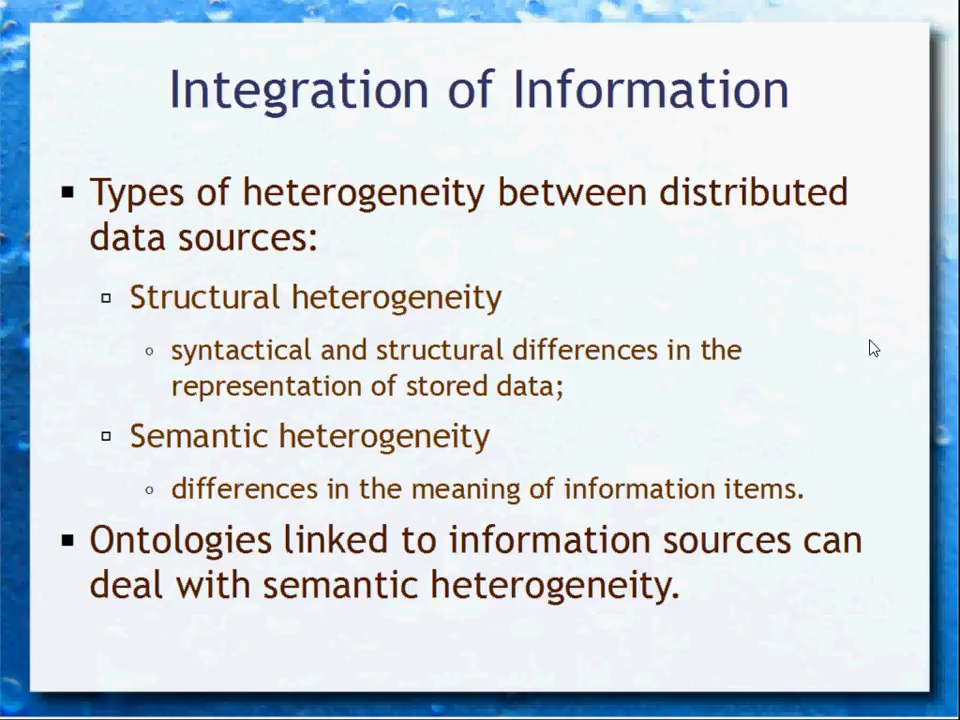 Integration of Information
Types of heterogeneity between distributed
data sources:
Structural heterogeneity
syntactical and structural differences in the
representation of stored data;
Semantic heterogeneity
differences in the meaning of information items.
Ontologies linked to information sources can
deal with semantic heterogeneity.